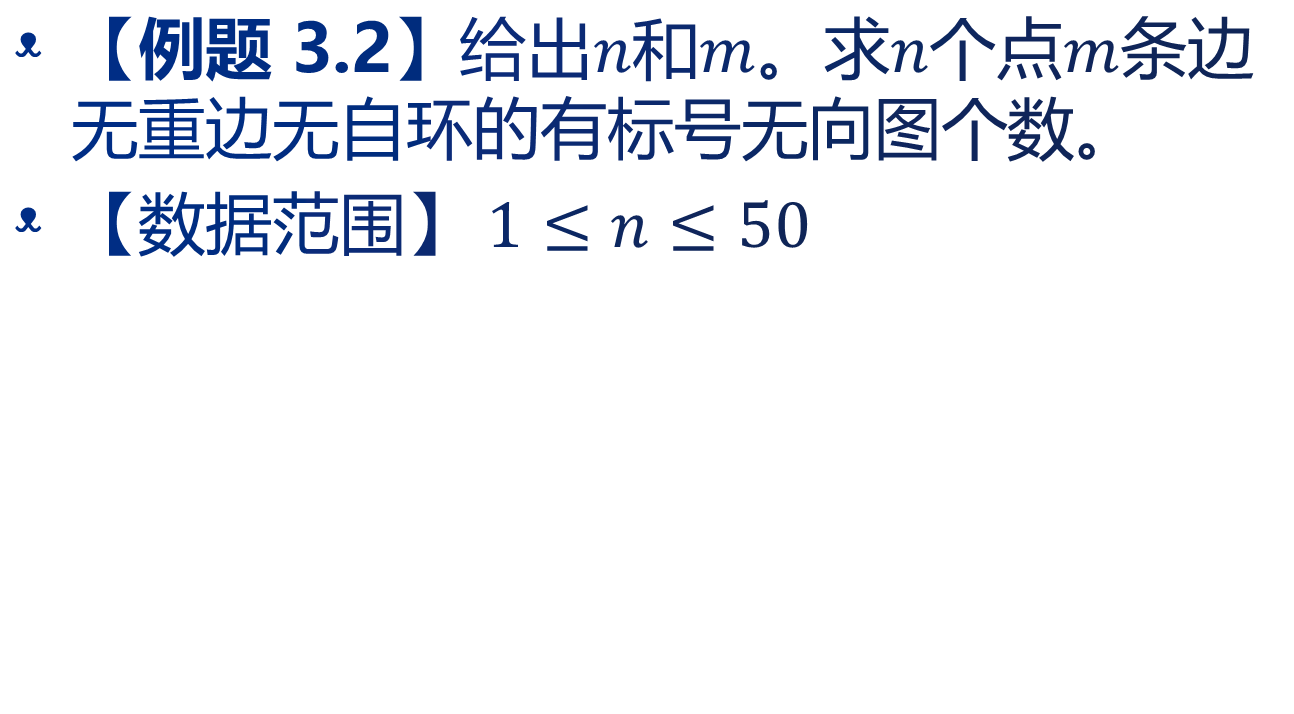 【例题 3.2】给出n和m。求n个点m条边
无重边无自环的有标号无向图个数。
【数据范围】 1 ≤ n ≤ 50